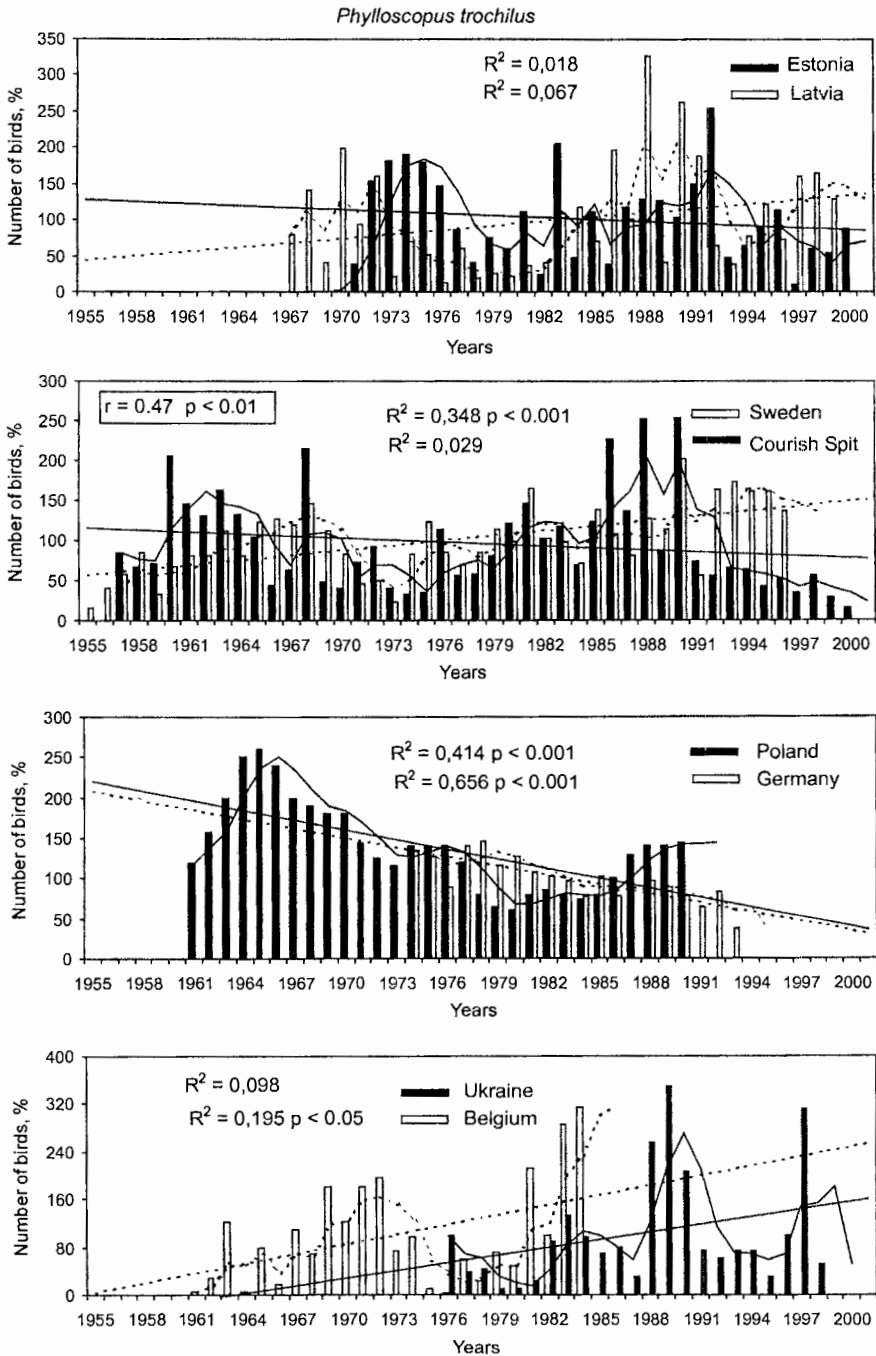 Phylloscopus trochilus
Number of birds, %
350
300
250
200
150
100
50
0
R² = 0,018
R² = 0,067
Estonia
Latvia
1955 1958 1961 1964 1967 1970 1973 1976 1979 1982 1985 1988 1991 1994 1997 2000
Years
Number of birds, %
300
250
200
150
100
50
0
r = 0.47 p < 0.01
R² = 0,348 p < 0.001
R² = 0,029
Sweden
Courish Spit
1955 1958 1961 1964 1967 1970 1973 1976 1979 1982 1985 1988 1991 1994 1997 2000
Years
Number of birds, %
300
250
200
150
100
50
0
R² = 0,414 p < 0.001
R² = 0,656 p < 0.001
Poland
Germany
1955 1958 1961 1964 1967 1970 1973 1976 1979 1982 1985 1988 1991 1994 1997 2000
Years
Number of birds, %
400
320
240
160
80
0
R² = 0,098
R² = 0,195 p < 0.05
Ukraine
Belgium
1955 1958 1961 1964 1967 1970 1973 1976 1979 1982 1985 1988 1991 1994 1997 2000
Years